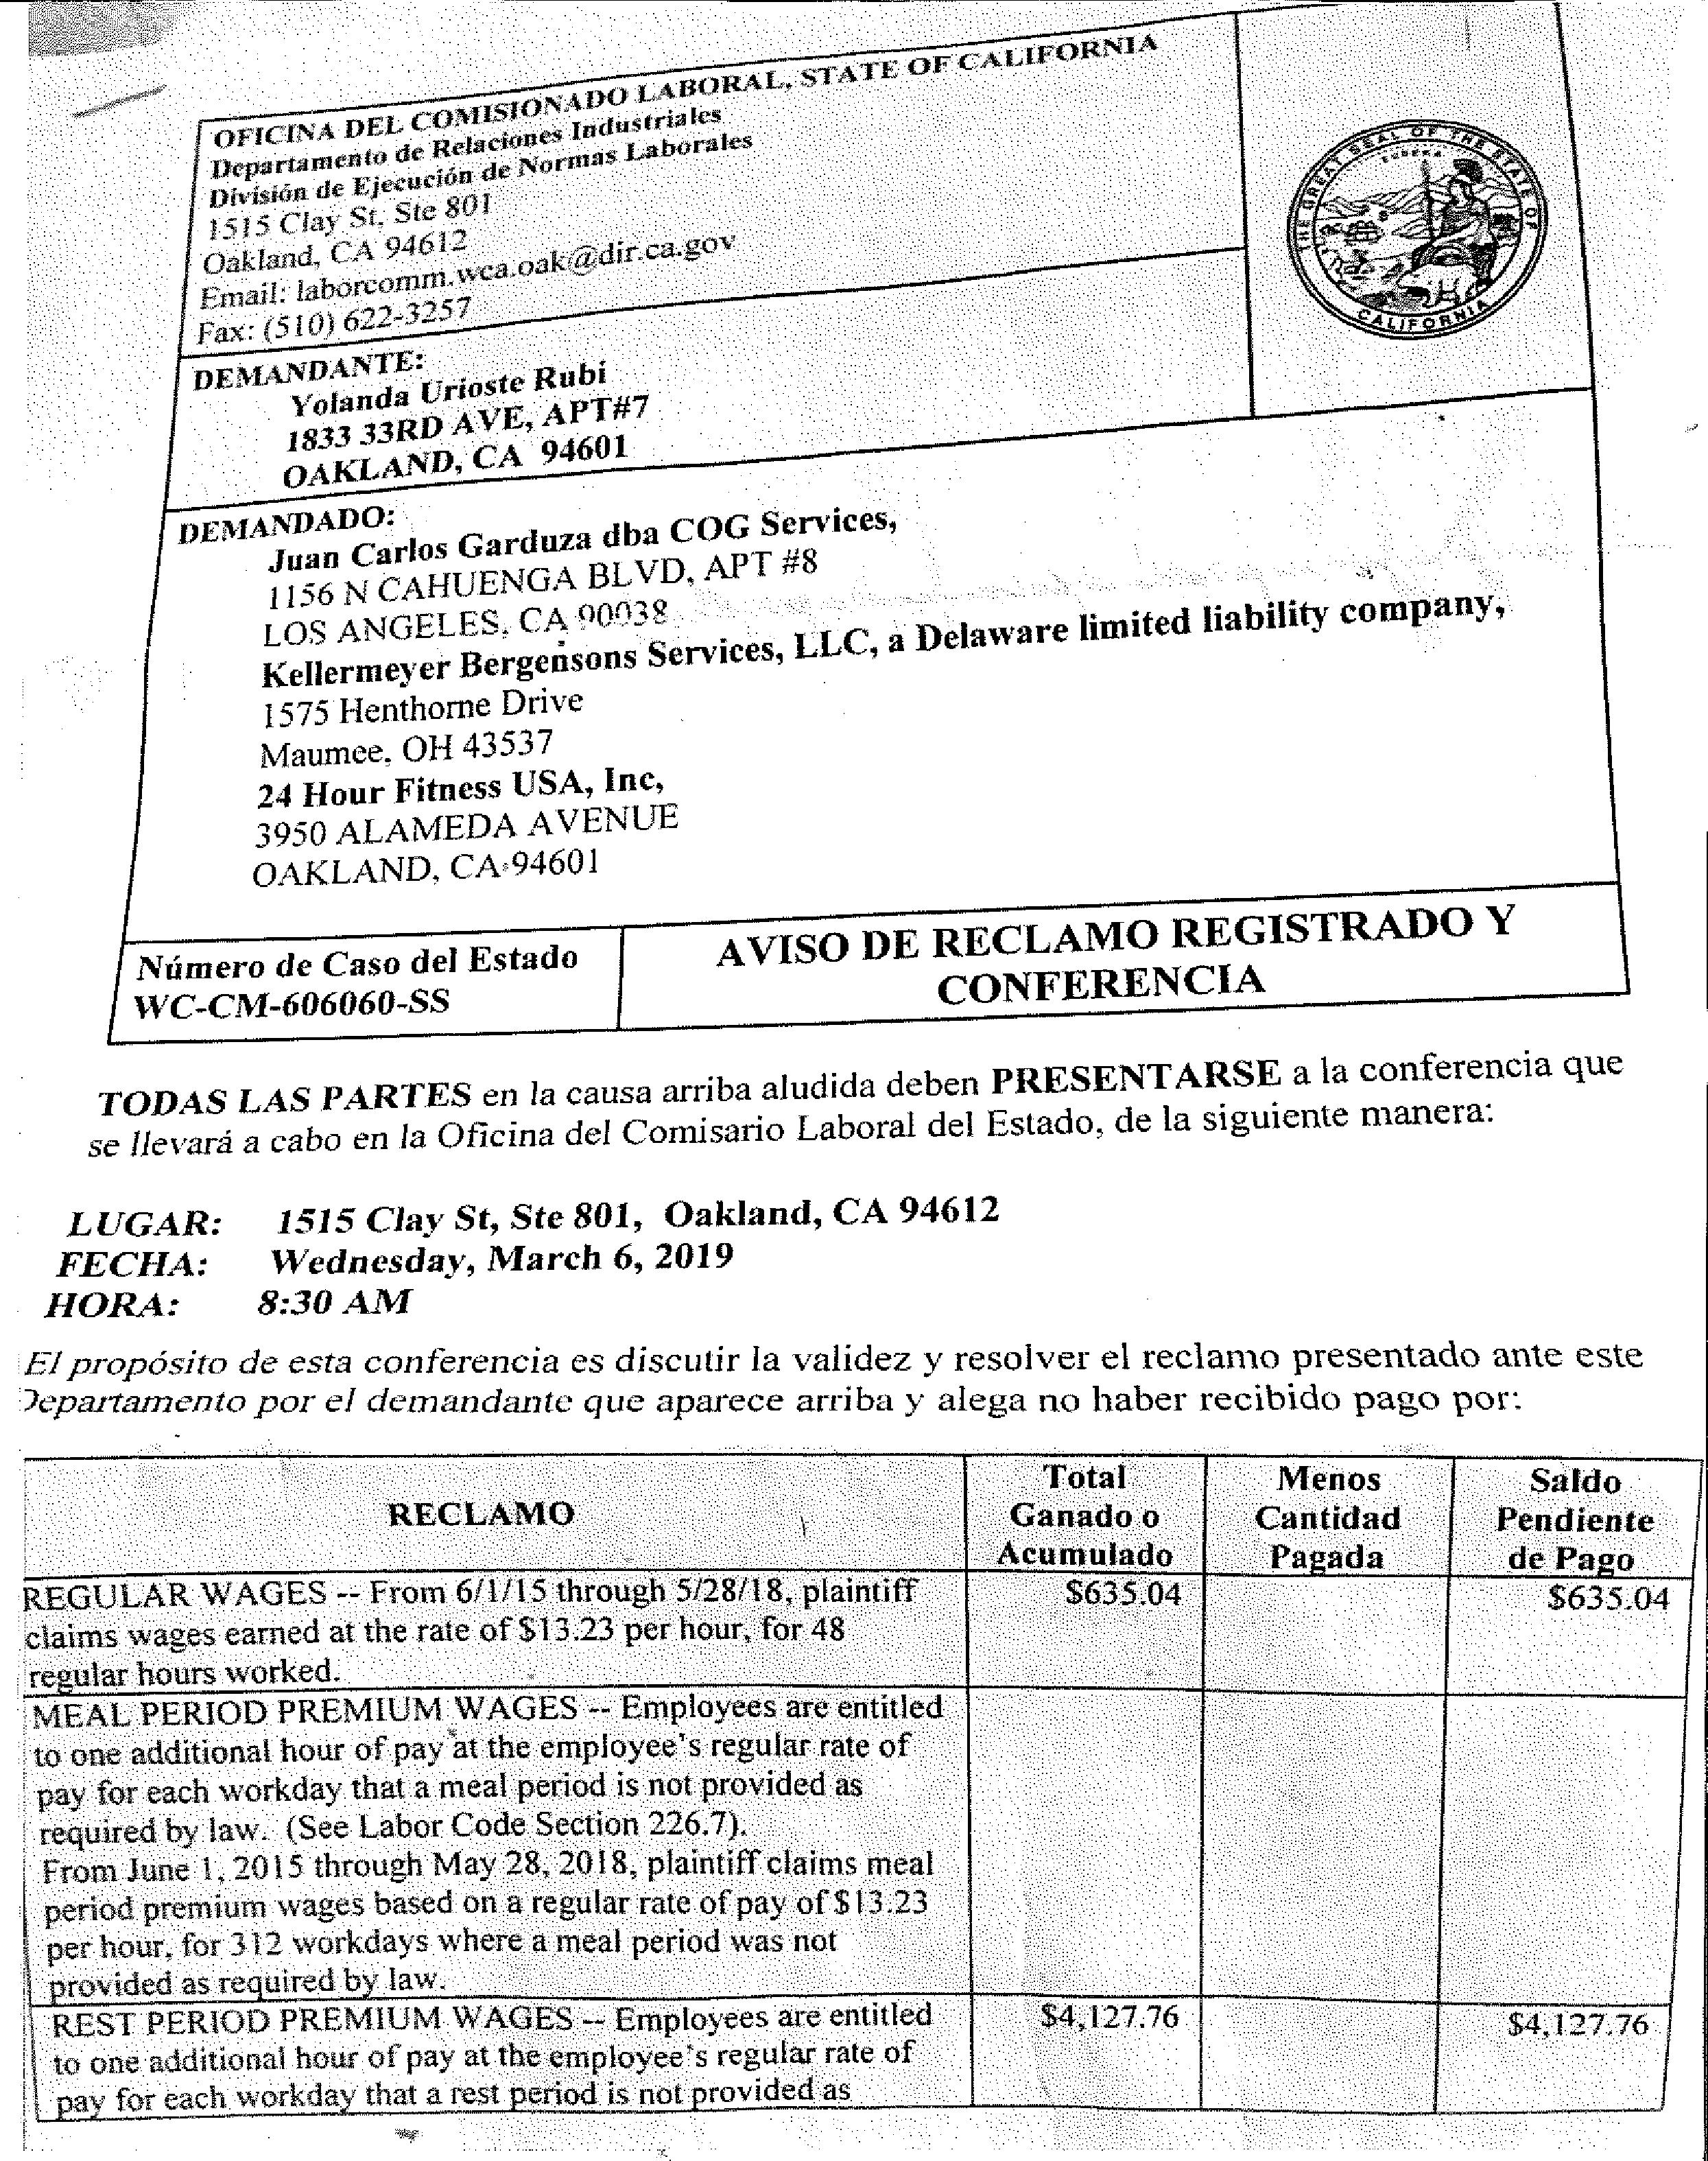 OFICINA DEL COMISIONADO LABORAL, STATE OF CALIFORNIA
Departamento de Relaciones Industriales
División de Ejecución de Normas Laborales
1515 Clay St, Ste 801
Oakland, CA 94612
Email: laborcomm.wca.oak@dir.ca.gov
Fax: (510) 622-3257
THE GREAT SEAL OF THE STATE OF CALIFORNIA
EUREKA
DEMANDANTE:
Yolanda Urioste Rubi
1833 33RD AVE, APT#7
OAKLAND, CA 94601
DEMANDADO:
Juan Carlos Garduza dba COG Services,
1156 N CAHUENGA BLVD, APT #8
LOS ANGELES, CA 90038
Kellermeyer Bergensons Services, LLC, a Delaware limited liability company,
1575 Henthorne Drive
Maumee, OH 43537
24 Hour Fitness USA, Inc,
3950 ALAMEDA AVENUE
OAKLAND, CA 94601
Número de Caso del Estado
WC-CM-606060-SS
AVISO DE RECLAMO REGISTRADO Y
CONFERENCIA
TODAS LAS PARTES en la causa arriba aludida deben PRESENTARSE a la conferencia que
se llevará a cabo en la Oficina del Comisario Laboral del Estado, de la siguiente manera:
LUGAR: 1515 Clay St, Ste 801, Oakland, CA 94612
FECHA: Wednesday, March 6, 2019
HORA: 8:30 AM
El propósito de esta conferencia es discutir la validez y resolver el reclamo presentado ante este
Departamento por el demandante que aparece arriba y alega no haber recibido pago por:
RECLAMO
Total
Ganado o
Acumulado
Menos
Cantidad
Pagada
Saldo
Pendiente
de Pago
REGULAR WAGES -- From 6/1/15 through 5/28/18, plaintiff
claims wages earned at the rate of $13.23 per hour, for 48
regular hours worked.
$635.04
$635.04
MEAL PERIOD PREMIUM WAGES -- Employees are entitled
to one additional hour of pay at the employee's regular rate of
pay for each workday that a meal period is not provided as
required by law. (See Labor Code Section 226.7).
From June 1, 2015 through May 28, 2018, plaintiff claims meal
period premium wages based on a regular rate of pay of $13.23
per hour, for 312 workdays where a meal period was not
provided as required by law.
REST PERIOD PREMIUM WAGES -- Employees are entitled
to one additional hour of pay at the employee's regular rate of
pay for each workday that a rest period is not provided as
$4,127.76
$4,127.76